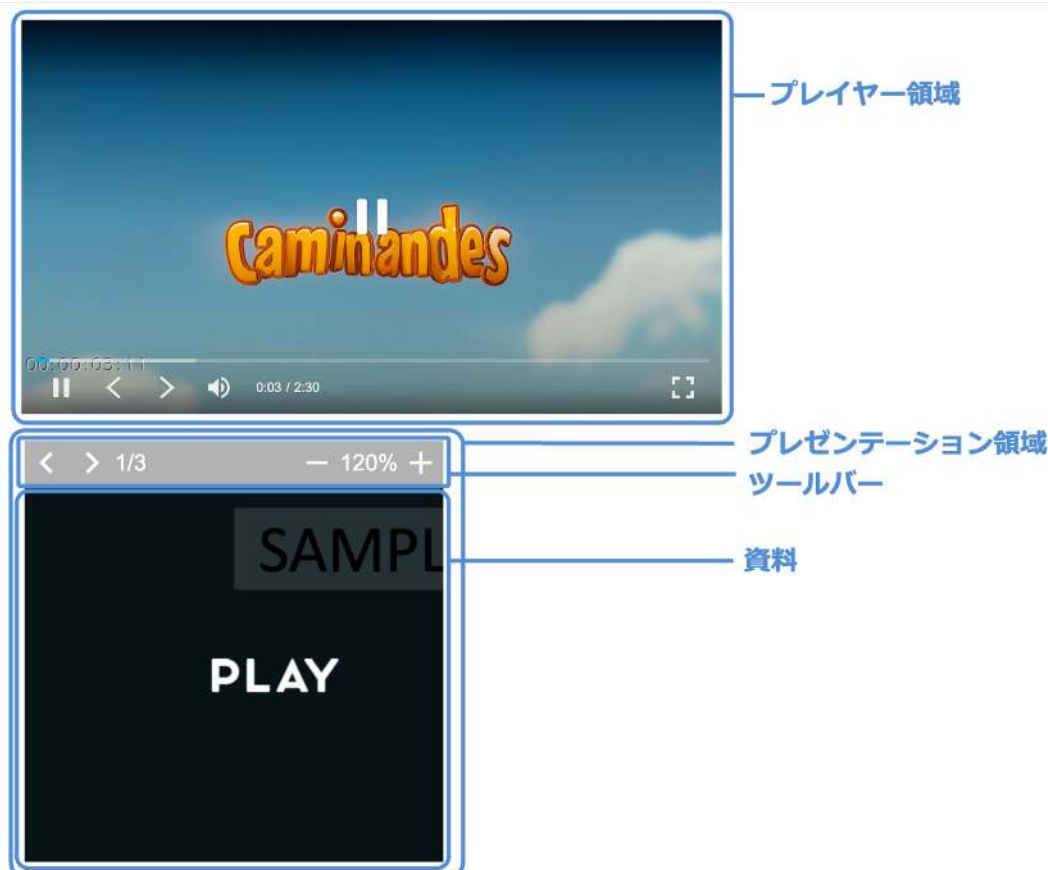 プレイヤー領域
Caminandes
00:00:03:11
0:03 / 2:30
プレゼンテーション領域
1/3
120%
ツールバー
SAMPL
資料
PLAY